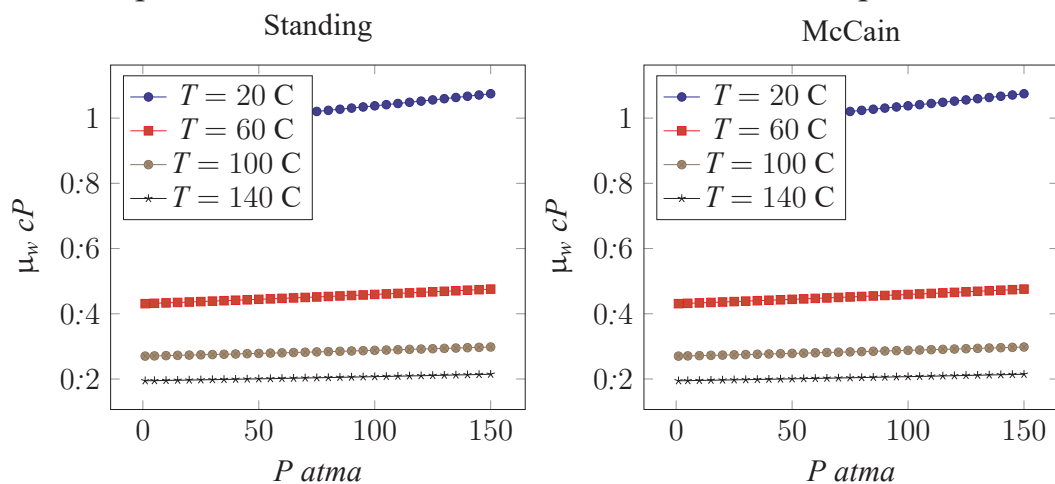 Standing
T = 20 C
T = 60 C
T = 100 C
T = 140 C
1
0:8
0:6
0:4
0:2
μw cP
0 50 100 150
P atma
McCain
T = 20 C
T = 60 C
T = 100 C
T = 140 C
1
0:8
0:6
0:4
0:2
μw cP
0 50 100 150
P atma